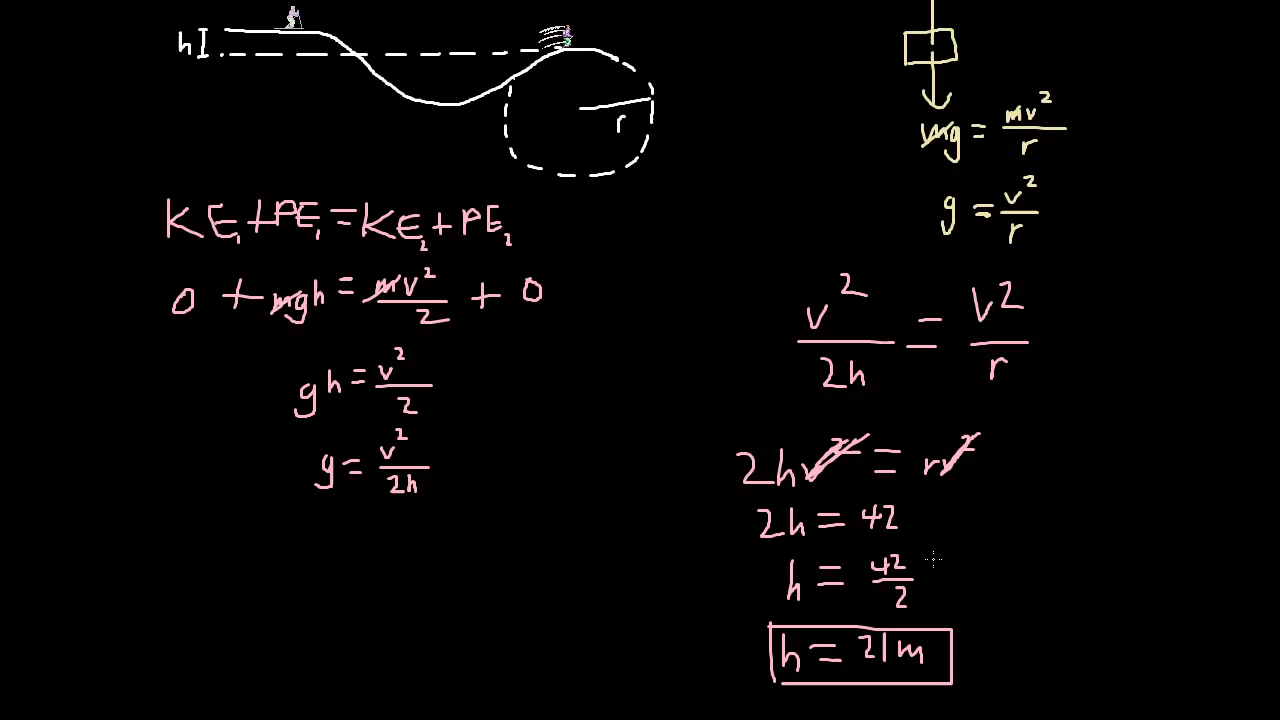 h
r
KE₁+PE₁=KE₂+PE₂
0 + mgh = mv²/2 + 0
gh = v²/2
g = v²/2h
mg = mv²/r
g = v²/r
v²/2h = v²/r
2hv² = rv²
2h = 42
h = 42/2
h = 21m